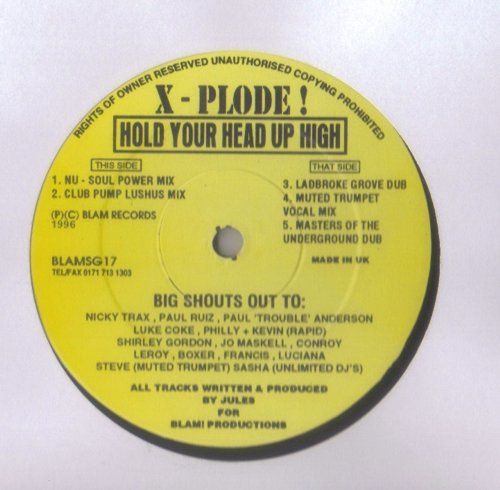 RIGHTS OF OWNER RESERVED UNAUTHORISED COPYING PROHIBITED
X - PLODE !
HOLD YOUR HEAD UP HIGH
THIS SIDE
1. NU - SOUL POWER MIX
2. CLUB PUMP LUSHUS MIX
(P)(C) BLAM RECORDS
1996
BLAMSG17
TEL/FAX 0171 713 1303
THAT SIDE
3. LADBROKE GROVE DUB
4. MUTED TRUMPET
VOCAL MIX
5. MASTERS OF THE
UNDERGROUND DUB
MADE IN UK
BIG SHOUTS OUT TO:
NICKY TRAX , PAUL RUIZ , PAUL 'TROUBLE' ANDERSON
LUKE COKE , PHILLY + KEVIN (RAPID)
SHIRLEY GORDON , JO MASKELL , CONROY
LEROY , BOXER , FRANCIS , LUCIANA
STEVE (MUTED TRUMPET) SASHA (UNLIMITED DJ'S)
ALL TRACKS WRITTEN & PRODUCED
BY JULES
FOR
BLAM! PRODUCTIONS